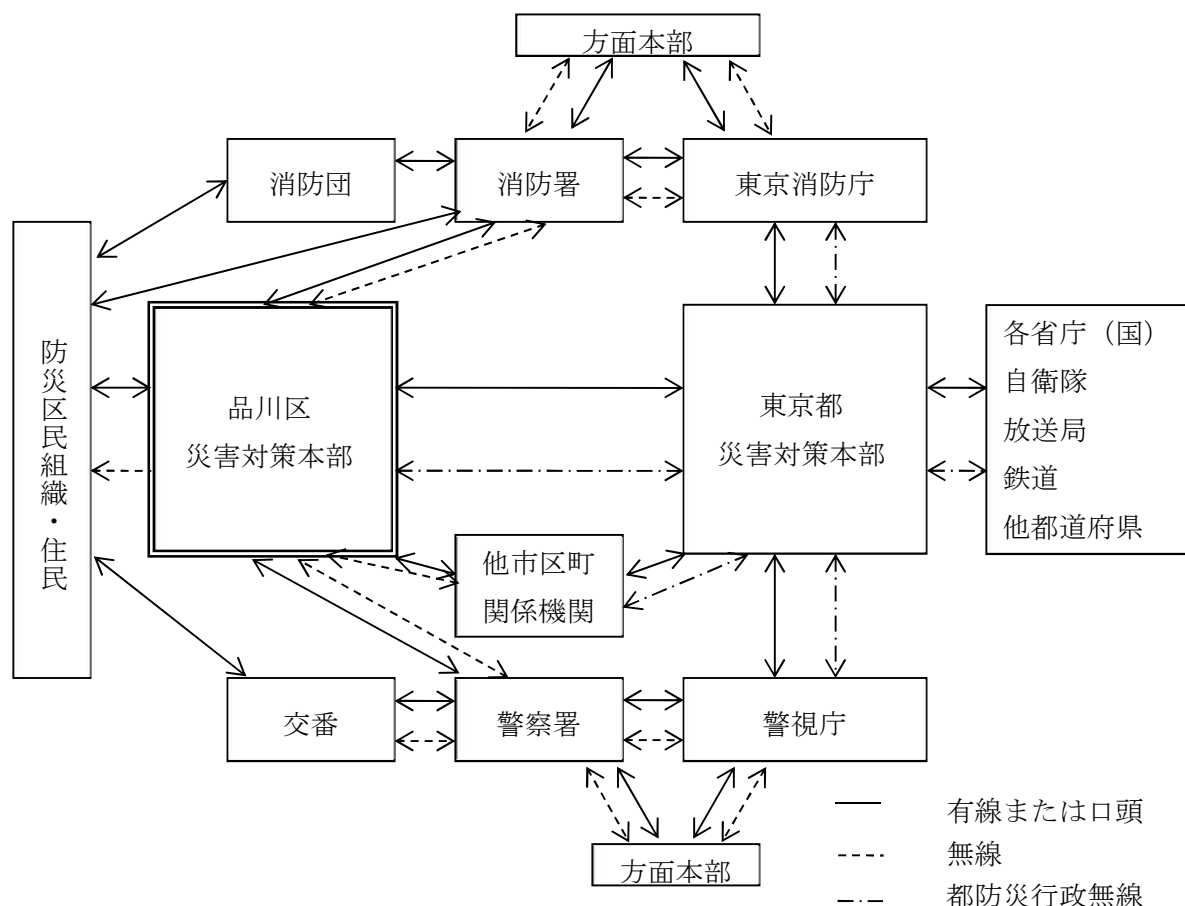 方面本部
消防団
消防署
東京消防庁
防災区民組織・住民
品川区
災害対策本部
東京都
災害対策本部
各省庁（国）
自衛隊
放送局
鉄道
他都道府県
他市区町
関係機関
交番
警察署
警視庁
方面本部
有線または口頭
無線
都防災行政無線